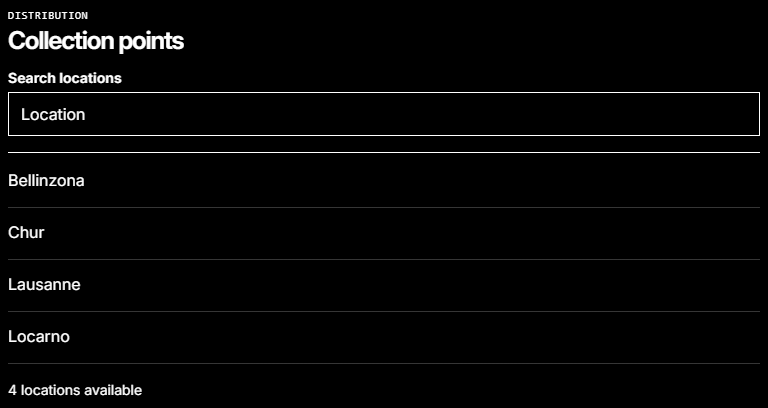 DISTRIBUTION
Collection points
Search locations
Location
Bellinzona
Chur
Lausanne
Locarno
4 locations available